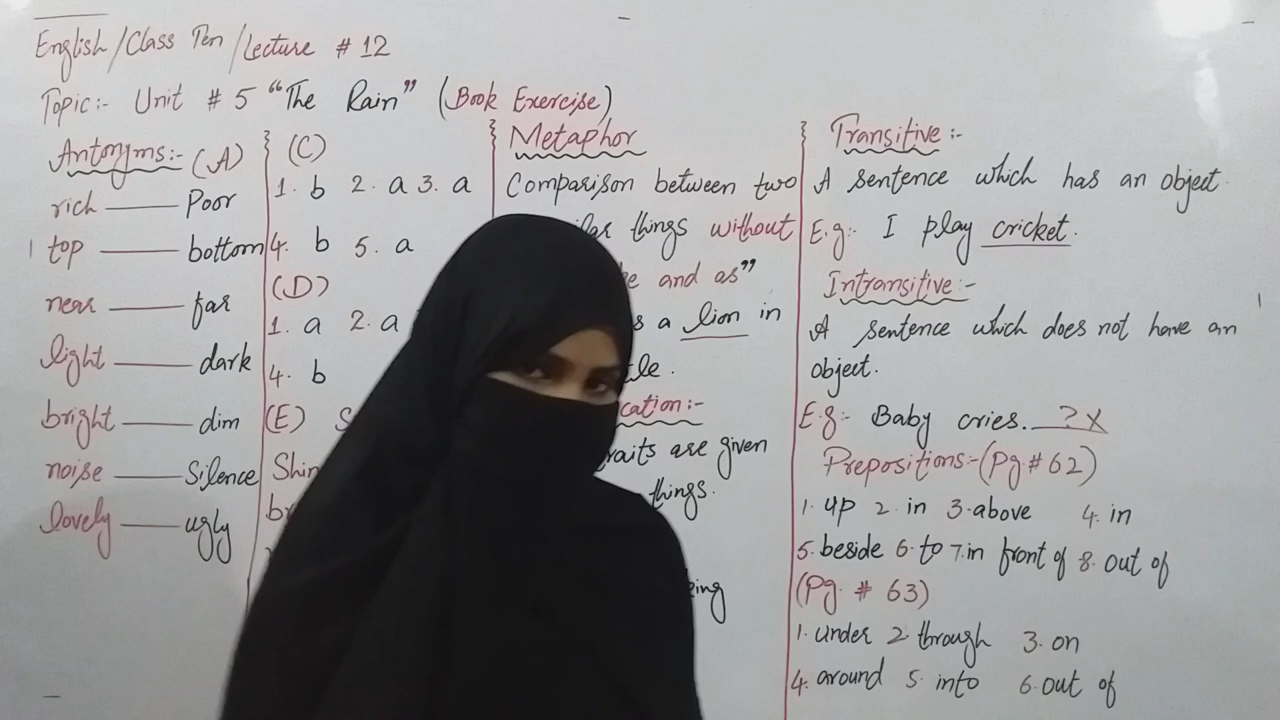 English/Class Ten/Lecture # 12
Topic:- Unit # 5 "The Rain" (Book Exercise)
Antonyms:- (A)
rich —— Poor
top —— bottom
near —— far
light —— dark
bright —— dim
noise —— Silence
lovely —— ugly
(C)
1. b 2. a 3. a
4. b 5. a
(D)
1. a 2. a
4. b
(E)
Metaphor
Comparison between two
things without
and as"
a lion in
are given
things.
Transitive:-
A sentence which has an object.
E.g:- I play cricket.
Intransitive:-
A sentence which does not have an
object.
E.g:- Baby cries. ? x
Prepositions:- (Pg # 62)
1. up 2. in 3. above 4. in
5. beside 6. to 7. in front of 8. out of
(Pg. # 63)
1. under 2. through 3. on
4. around 5. into 6. out of